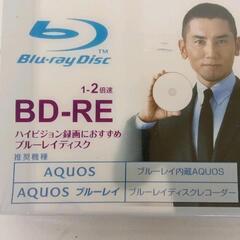 Blu-ray Disc
1-2倍速
BD-RE
ハイビジョン録画におすすめ
ブルーレイディスク
推奨機種
AQUOS ブルーレイ内蔵AQUOS
AQUOS ブルーレイ ブルーレイディスクレコーダー